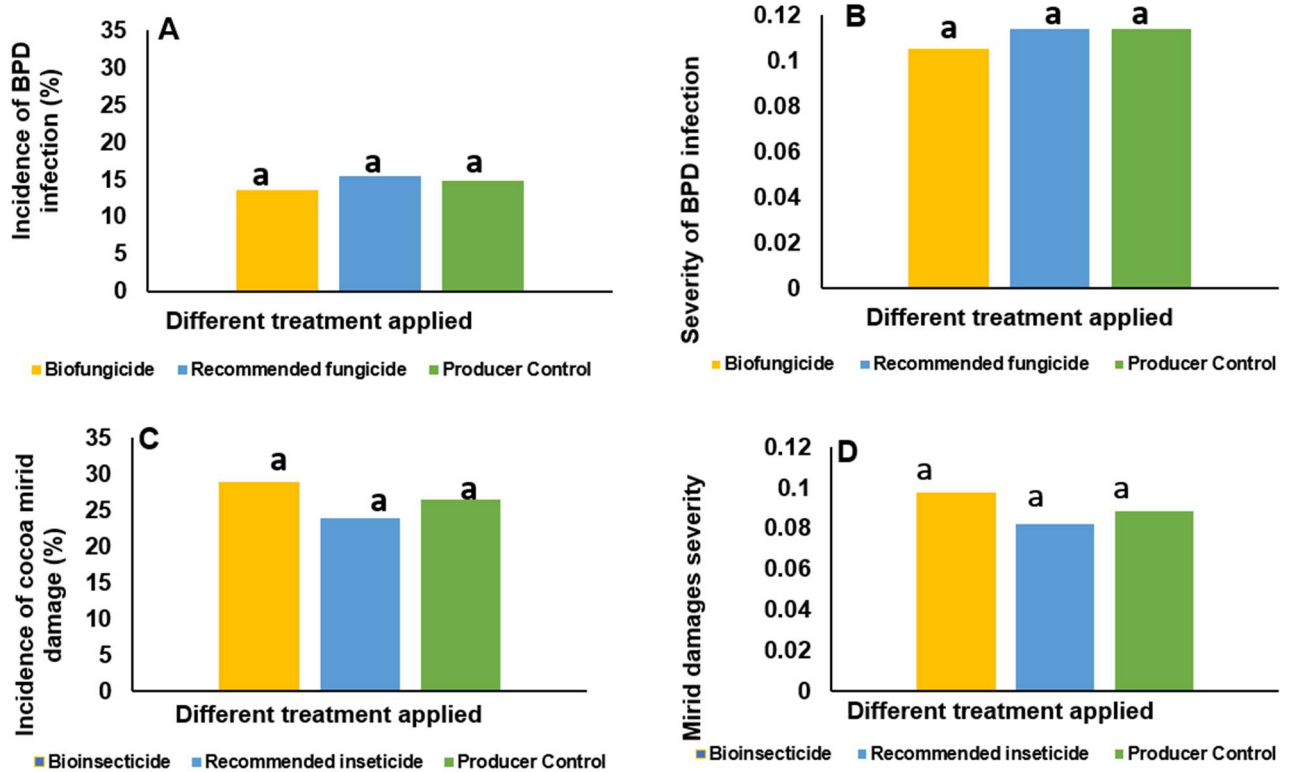 A
Incidence of BPD
infection (%)
35
30
25
20
15
10
5
0
a
a
a
Different treatment applied
Biofungicide Recommended fungicide Producer Control
B
Severity of BPD infection
0.12
0.1
0.08
0.06
0.04
0.02
0
a
a
a
Different treatment applied
Biofungicide Recommended fungicide Producer Control
C
Incidence of cocoa mirid
damage (%)
35
30
25
20
15
10
5
0
a
a
a
Different treatment applied
Bioinsecticide Recommended inseticide Producer Control
D
Mirid damages severity
0.12
0.1
0.08
0.06
0.04
0.02
0
a
a
a
Different treatment applied
Bioinsecticide Recommended inseticide Producer Control